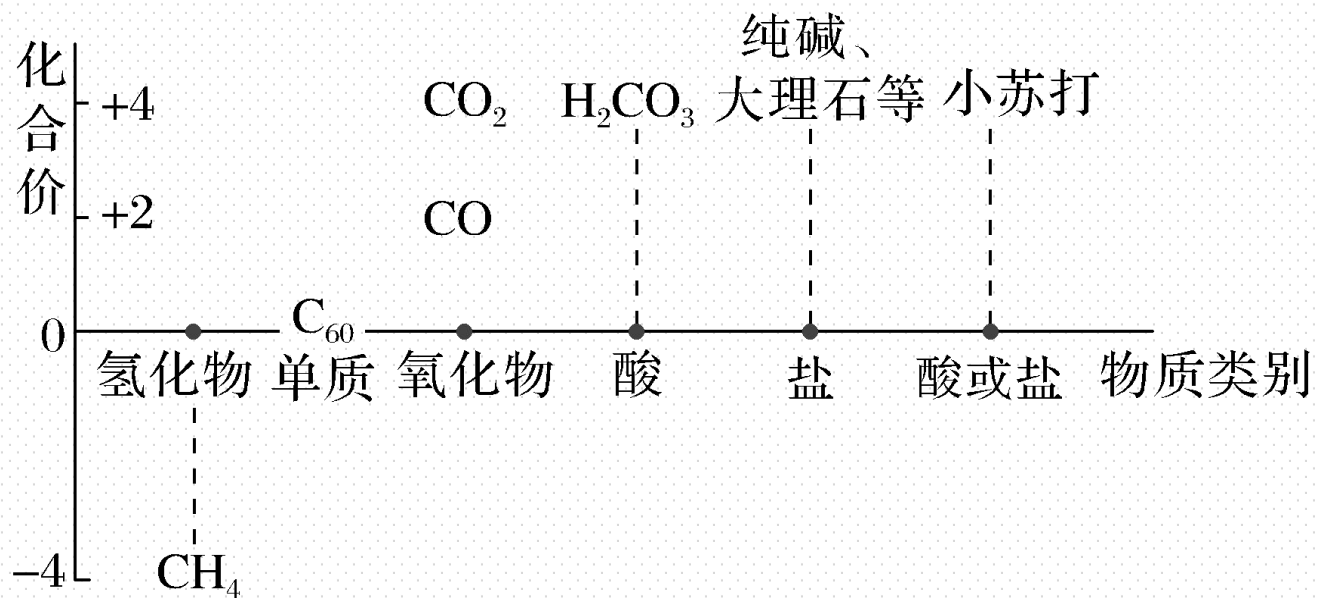 化合价
+4
+2
0
-4
CO₂
H₂CO₃
纯碱、
大理石等
小苏打
CO
C₆₀
氢化物
单质
氧化物
酸
盐
酸或盐
物质类别
CH₄